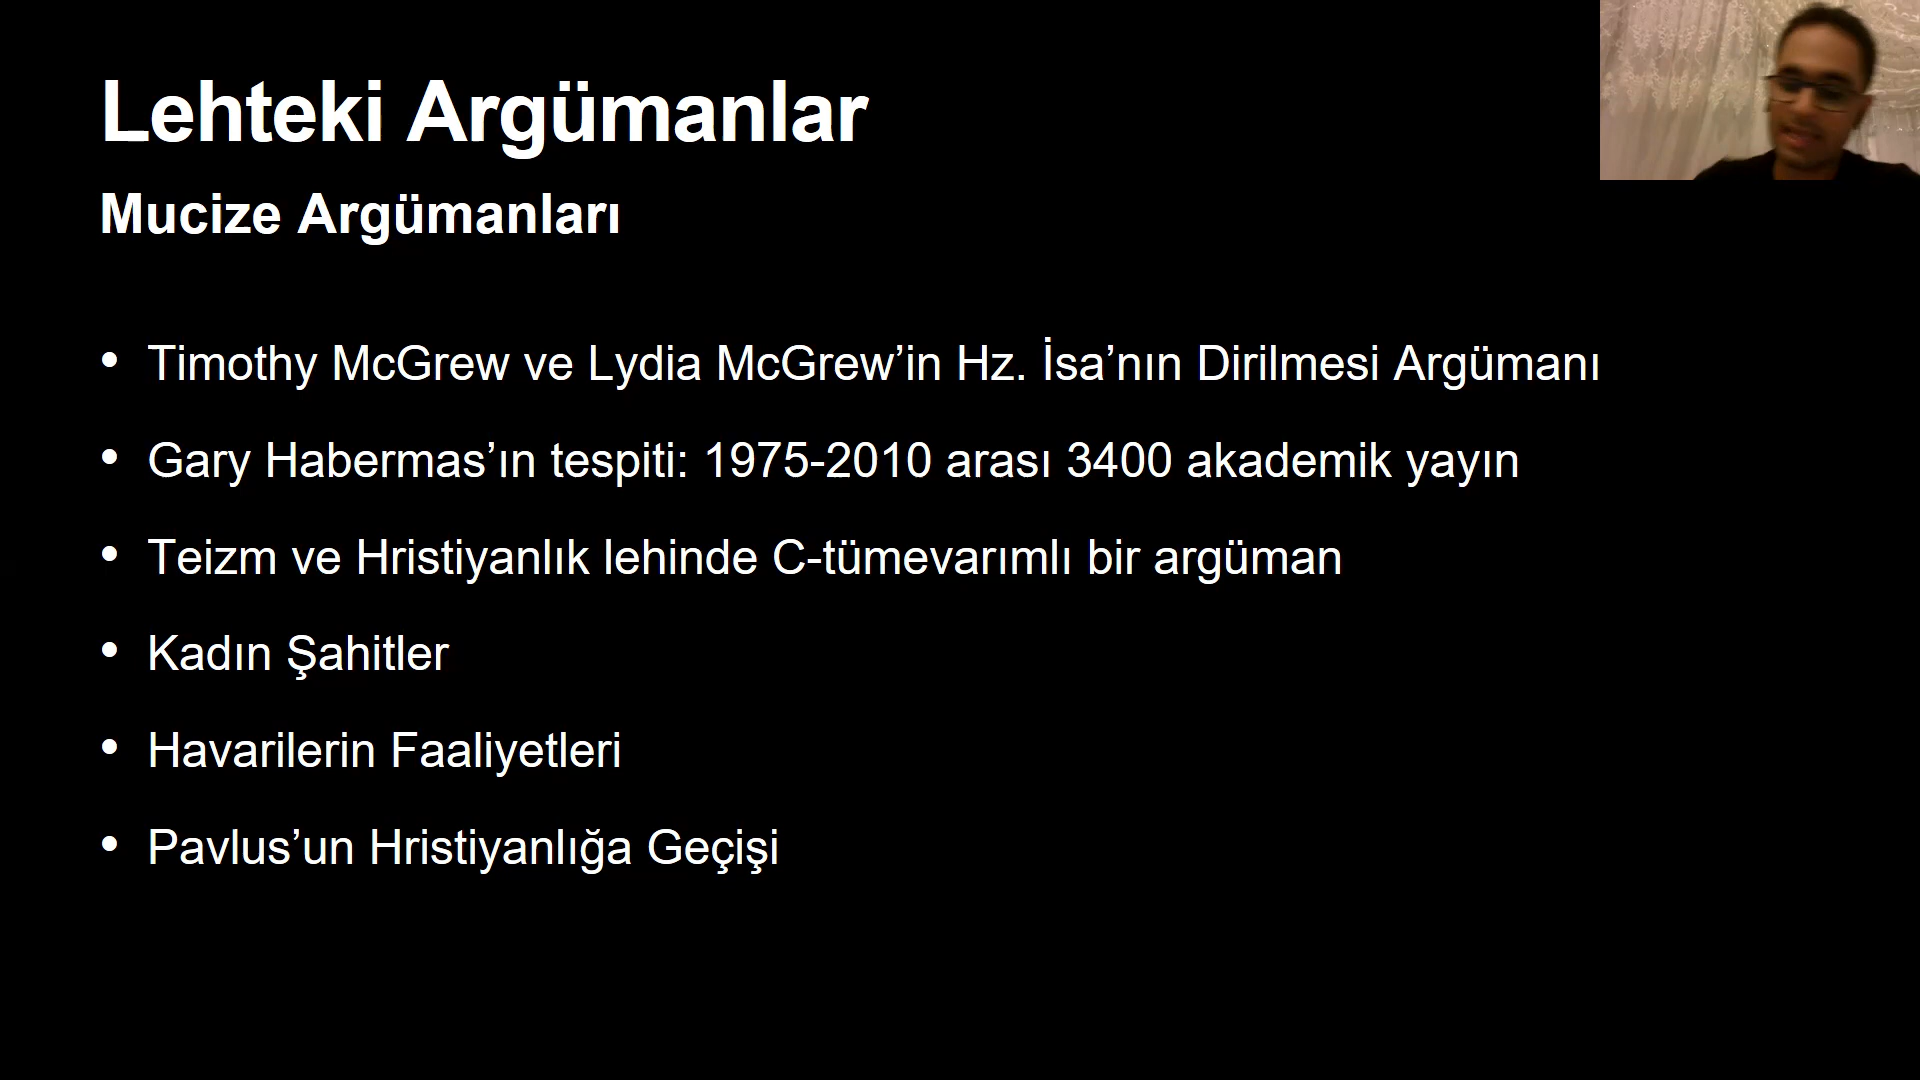 Lehteki Argümanlar
Mucize Argümanları
• Timothy McGrew ve Lydia McGrew’in Hz. İsa’nın Dirilmesi Argümanı
• Gary Habermas’ın tespiti: 1975-2010 arası 3400 akademik yayın
• Teizm ve Hristiyanlık lehinde C-tümevarımlı bir argüman
• Kadın Şahitler
• Havarilerin Faaliyetleri
• Pavlus’un Hristiyanlığa Geçişi